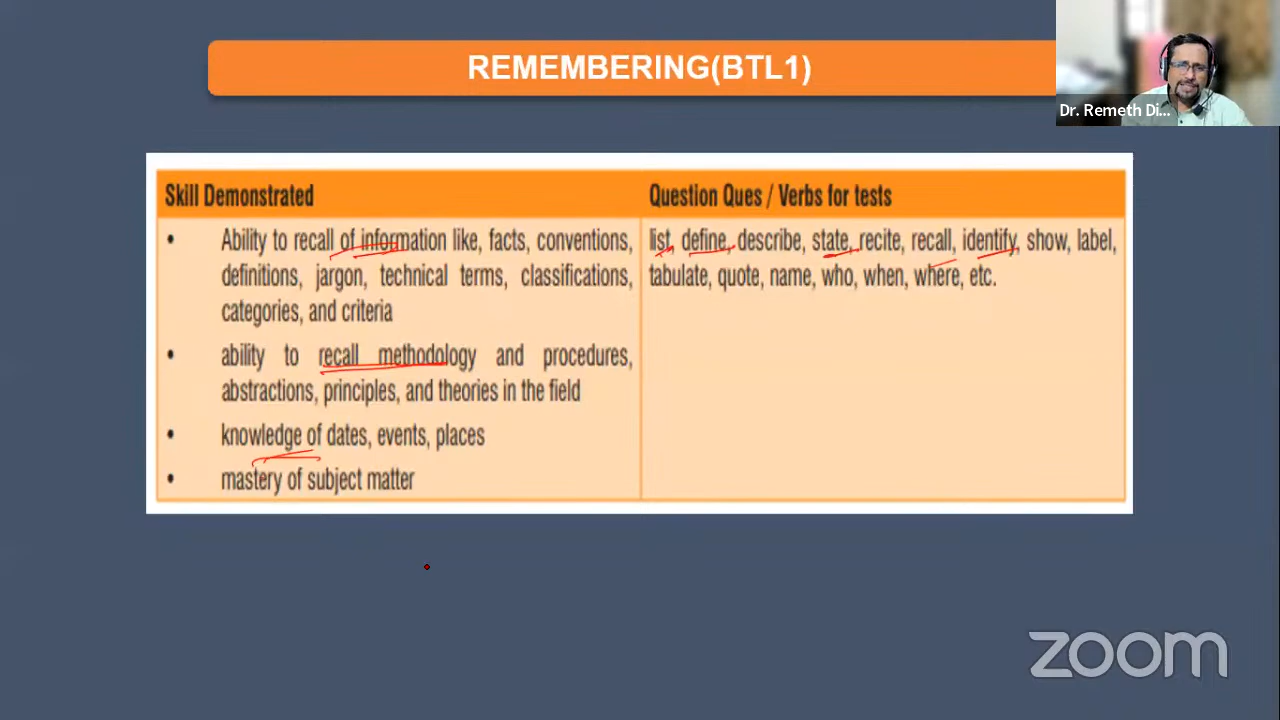 REMEMBERING(BTL1)
Dr. Remeth Di...
Skill Demonstrated
Question Ques / Verbs for tests
• Ability to recall of information like, facts, conventions,
definitions, jargon, technical terms, classifications,
categories, and criteria
• ability to recall methodology and procedures,
abstractions, principles, and theories in the field
• knowledge of dates, events, places
• mastery of subject matter
list, define, describe, state, recite, recall, identify, show, label,
tabulate, quote, name, who, when, where, etc.
zoom